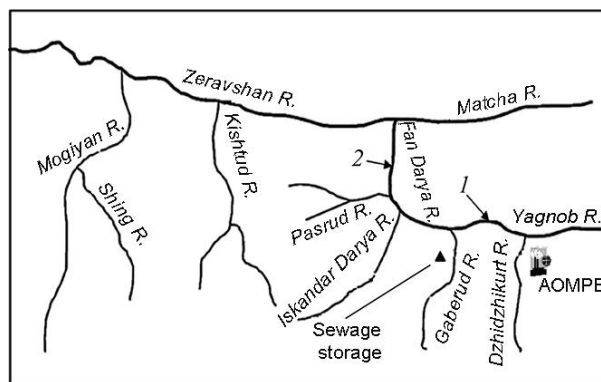 Zeravshan R.
Matcha R.
Mogiyan R.
Kishtud R.
Fan Darya R.
2
1
Shing R.
Pasrud R.
Yagnob R.
Iskandar Darya R.
Gaberud R.
Dzhidzhikurt R.
AOMPE
Sewage
storage